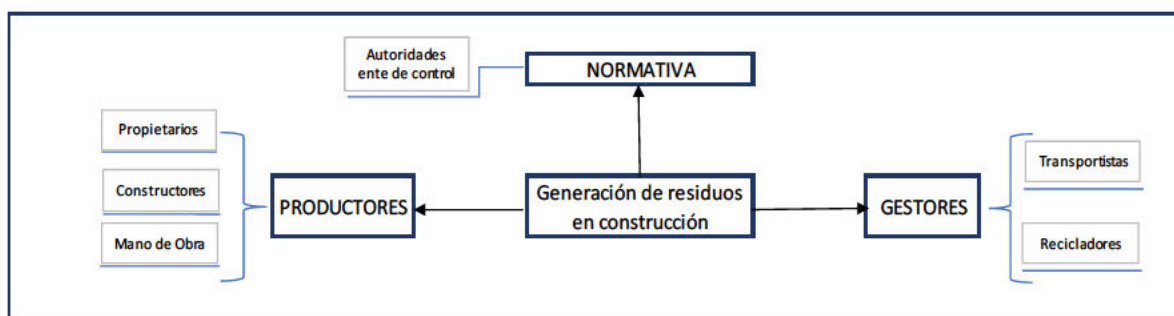 Autoridades
ente de control
NORMATIVA
Propietarios
Constructores
Mano de Obra
PRODUCTORES
Generación de residuos
en construcción
GESTORES
Transportistas
Recicladores